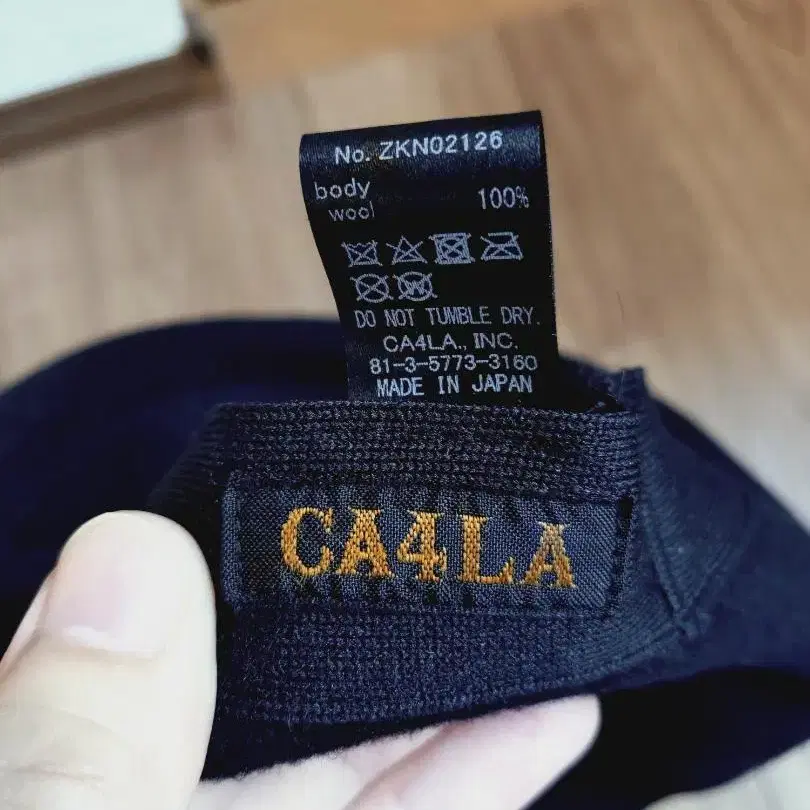 No. ZKN02126
body
wool 100%
DO NOT TUMBLE DRY.
CA4LA., INC.
81-3-5773-3160
MADE IN JAPAN
CA4LA